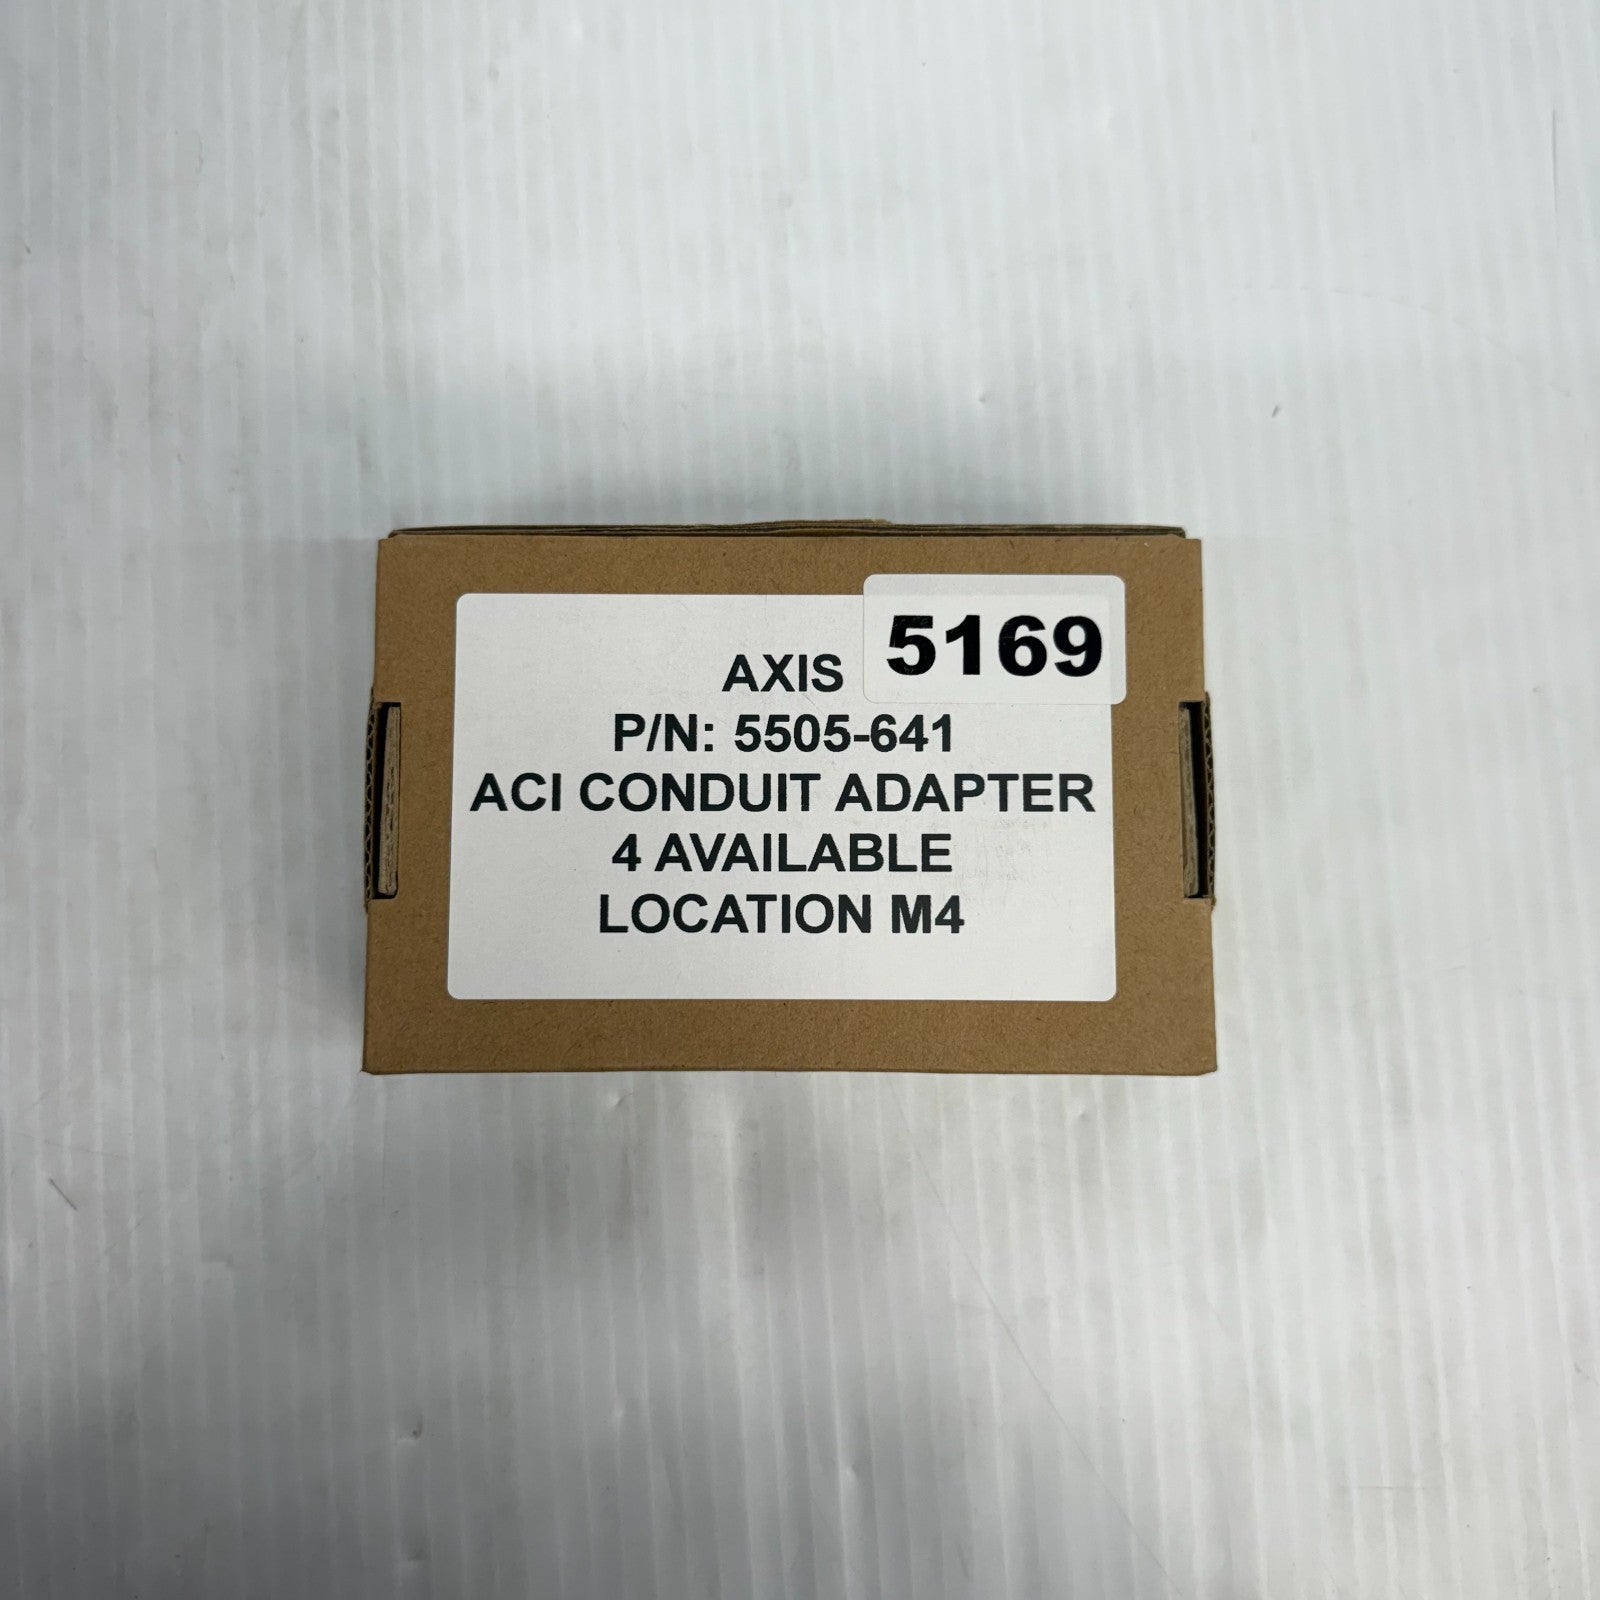 5169
AXIS
P/N: 5505-641
ACI CONDUIT ADAPTER
4 AVAILABLE
LOCATION M4